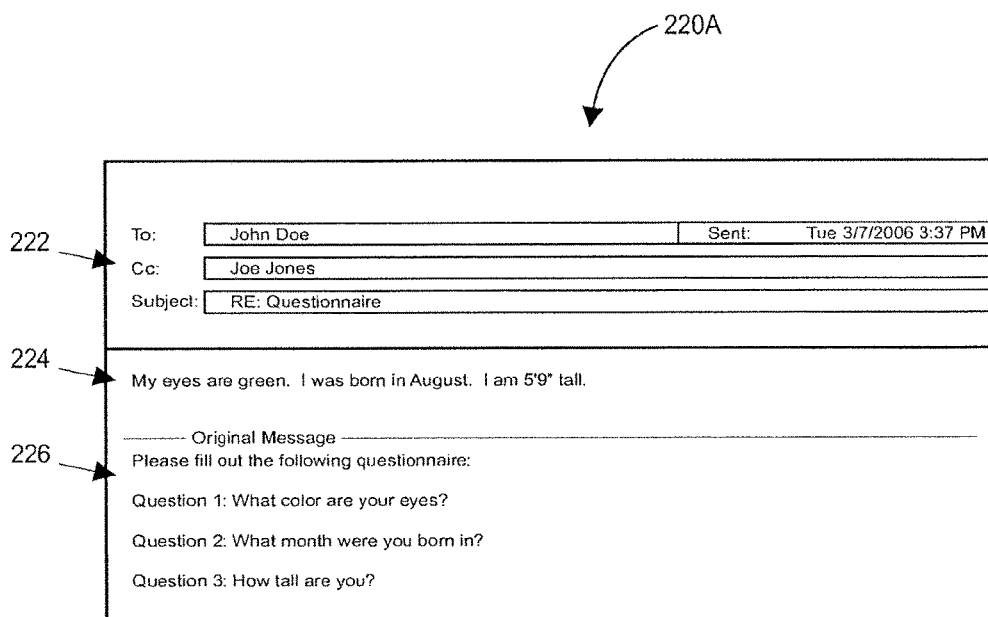 220A
To: John Doe Sent: Tue 3/7/2006 3:37 PM
222
Cc: Joe Jones
Subject: RE: Questionnaire
224
My eyes are green. I was born in August. I am 5'9" tall.
Original Message
226
Please fill out the following questionnaire:
Question 1: What color are your eyes?
Question 2: What month were you born in?
Question 3: How tall are you?